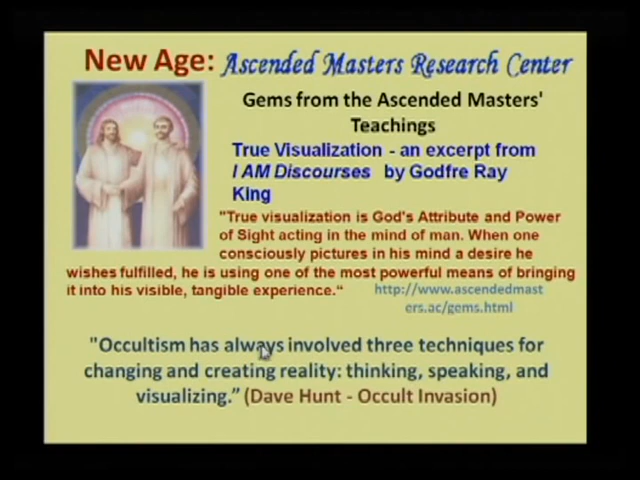 New Age: Ascended Masters Research Center
Gems from the Ascended Masters'
Teachings
True Visualization - an excerpt from
I AM Discourses by Godfre Ray
King
"True visualization is God's Attribute and Power
of Sight acting in the mind of man. When one
consciously pictures in his mind a desire he
wishes fulfilled, he is using one of the most powerful means of bringing
it into his visible, tangible experience.“
http://www.ascendedmast
ers.ac/gems.html
"Occultism has always involved three techniques for
changing and creating reality: thinking, speaking, and
visualizing.” (Dave Hunt - Occult Invasion)